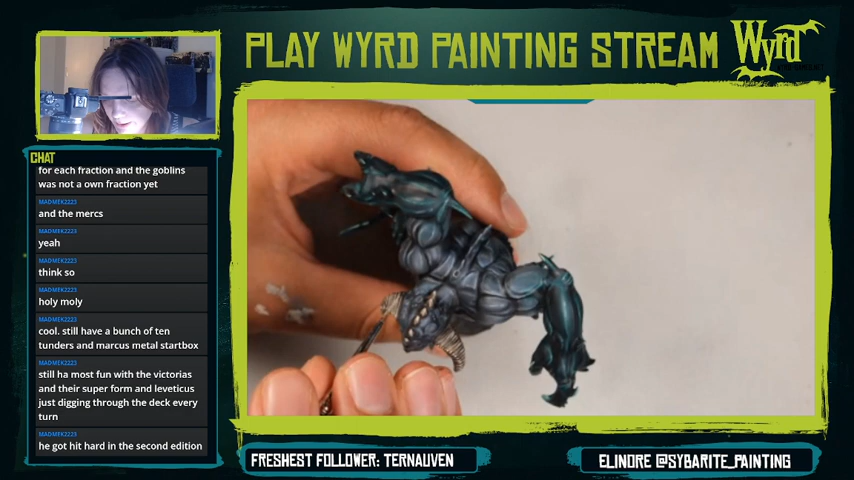 PLAY WYRD PAINTING STREAM
Wyrd
CHAT
for each fraction and the goblins
was not a own fraction yet
MADMEK2223
and the mercs
MADMEK2223
yeah
MADMEK2223
think so
MADMEK2223
holy moly
MADMEK2223
cool. still have a bunch of ten
tunders and marcus metal startbox
MADMEK2223
still ha most fun with the victorias
and their super form and leveticus
just digging through the deck every
turn
MADMEK2223
he got hit hard in the second edition
FRESHEST FOLLOWER: TERNAUVEN
ELINORE @SYBARITE_PAINTING